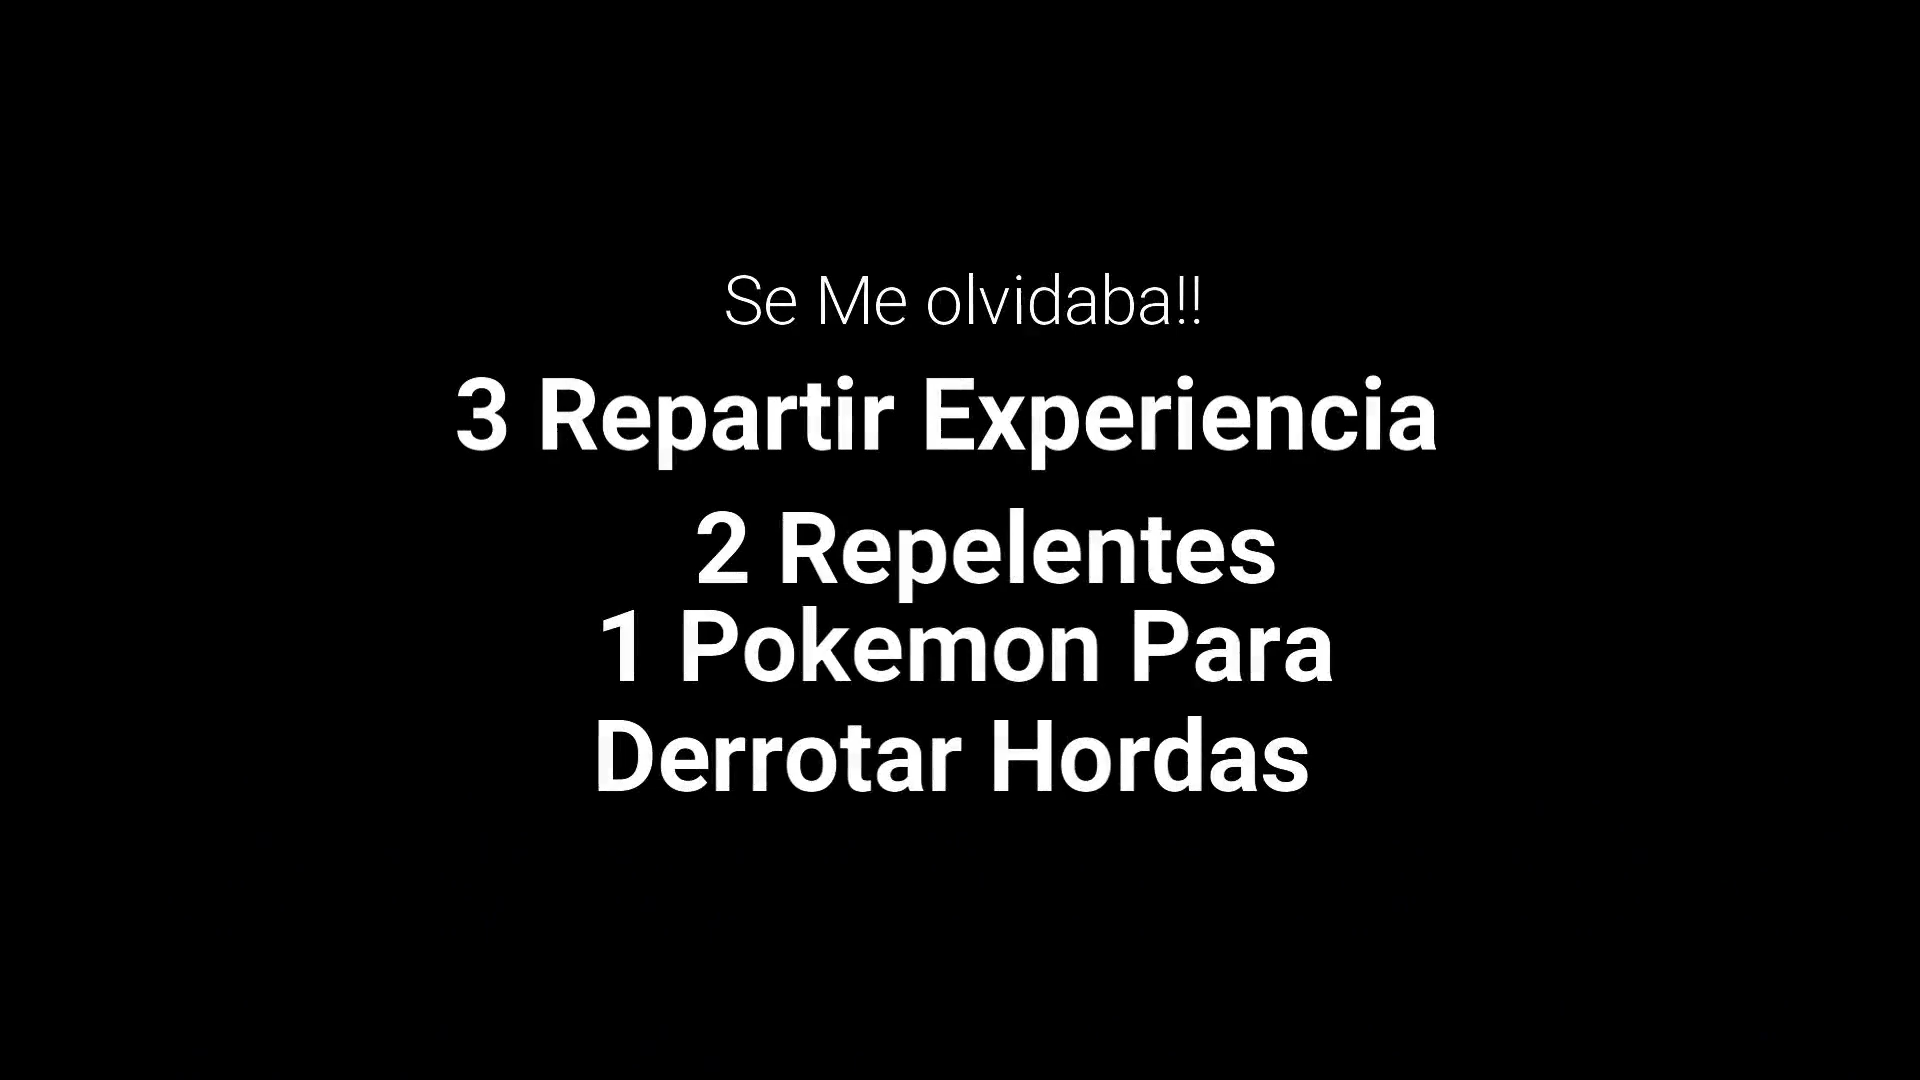 Se Me olvidaba!!
3 Repartir Experiencia
2 Repelentes
1 Pokemon Para
Derrotar Hordas